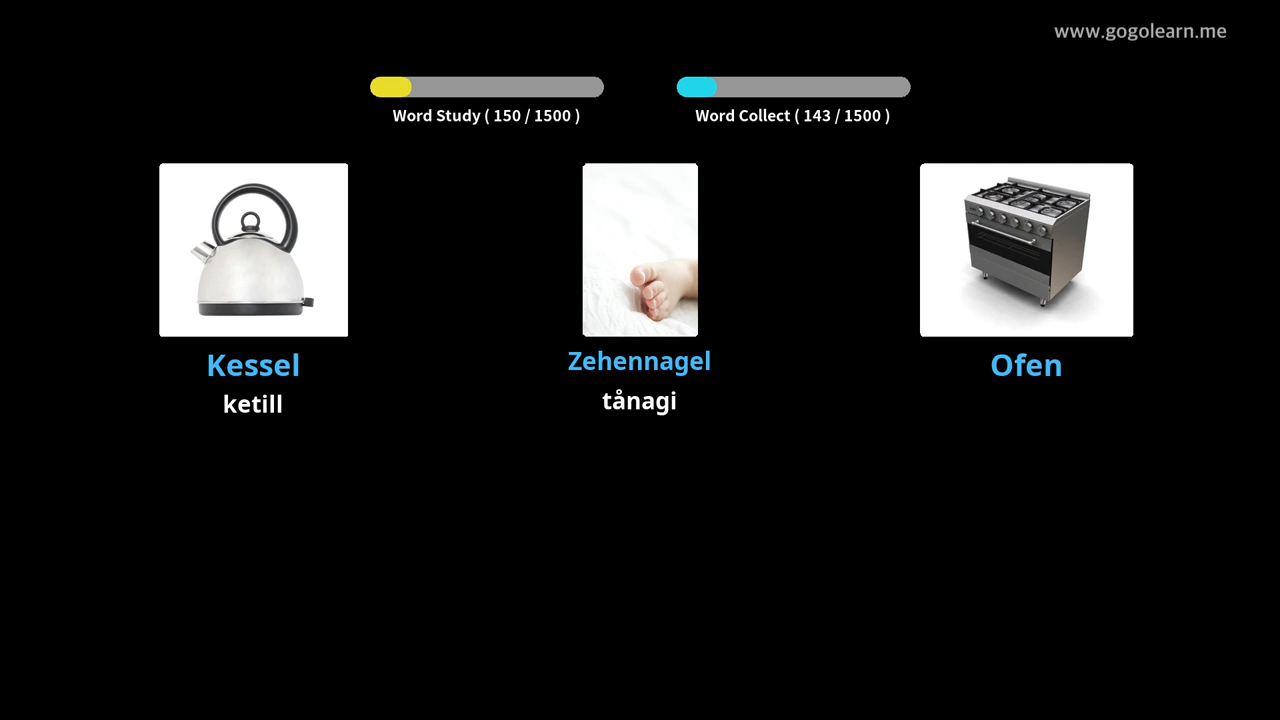 www.gogolearn.me
Word Study ( 150 / 1500 )
Word Collect ( 143 / 1500 )
Kessel
ketill
Zehennagel
tånagi
Ofen